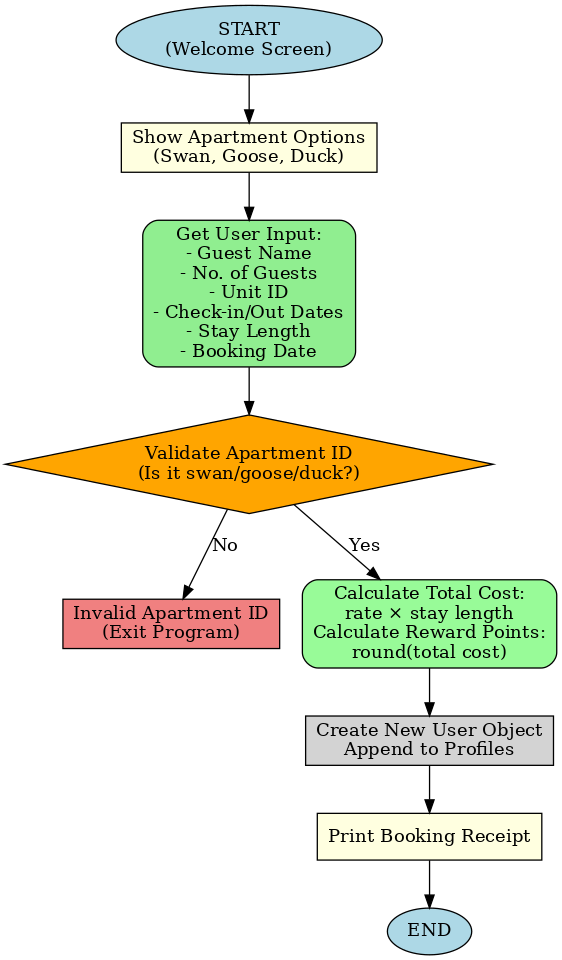 START
(Welcome Screen)
Show Apartment Options
(Swan, Goose, Duck)
Get User Input:
- Guest Name
- No. of Guests
- Unit ID
- Check-in/Out Dates
- Stay Length
- Booking Date
Validate Apartment ID
(Is it swan/goose/duck?)
No
Yes
Invalid Apartment ID
(Exit Program)
Calculate Total Cost:
rate × stay length
Calculate Reward Points:
round(total cost)
Create New User Object
Append to Profiles
Print Booking Receipt
END